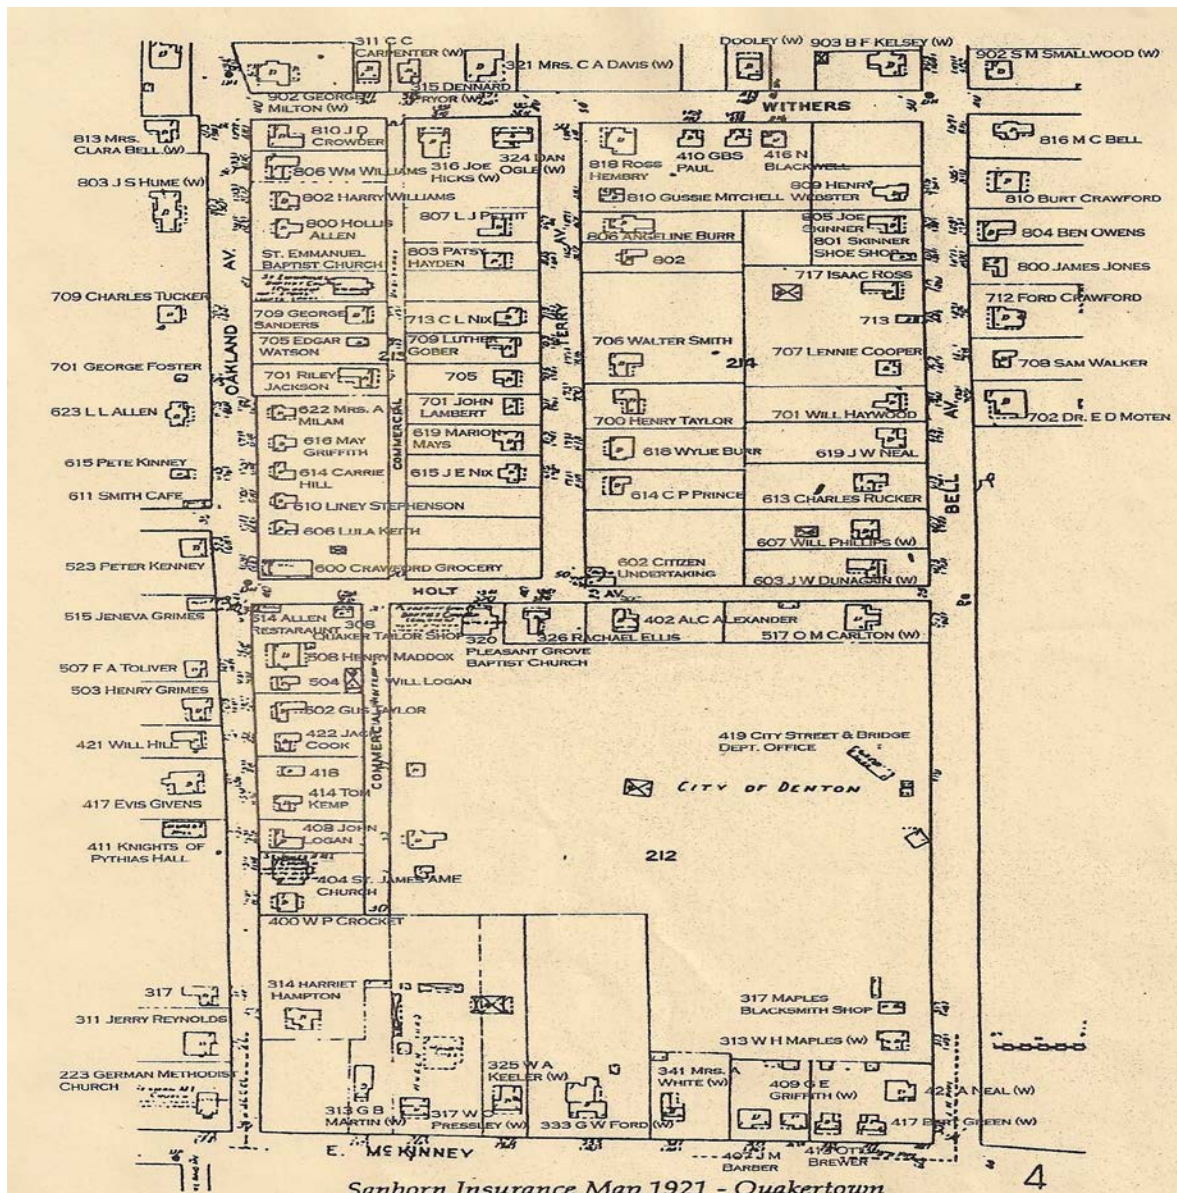 311 C C
CARPENTER (W)
321 MRS. C A DAVIS (W)
DOOLEY (W)
903 B F KELSEY (W)
902 S M SMALLWOOD (W)
315 DENNARD
PRYOR (W)
902 GEORGE
MILTON (W)
WITHERS
813 MRS.
CLARA BELL (W)
810 J D
CROWDER
316 JOE
HICKS (W)
324 DAN
OGLE (W)
818 ROSS
HEMBRY
410 GBS
PAUL
416 N
BLACKWELL
816 M C BELL
803 J S HUME (W)
806 WM WILLIAMS
802 HARRY WILLIAMS
810 GUSSIE MITCHELL
809 HENRY
WEBSTER
810 BURT CRAWFORD
800 HOLLIS
ALLEN
807 L J PETTIT
806 ANGELINE BURR
805 JOE
SKINNER
804 BEN OWENS
ST. EMMANUEL
BAPTIST CHURCH
803 PATSY
HAYDEN
802
801 SKINNER
SHOE SHOP
800 JAMES JONES
OAKLAND AV.
TERRY AV.
BELL AV.
717 ISAAC ROSS
709 CHARLES TUCKER
709 GEORGE
SANDERS
713 C L NIX
713
712 FORD CRAWFORD
705 EDGAR
WATSON
709 LUTHER
GOBER
706 WALTER SMITH
214
707 LENNIE COOPER
708 SAM WALKER
701 GEORGE FOSTER
701 RILEY
JACKSON
705
623 L L ALLEN
622 MRS. A
MILAM
701 JOHN
LAMBERT
700 HENRY TAYLOR
701 WILL HAYWOOD
702 DR. E D MOTEN
616 MAY
GRIFFITH
COMMERCIAL
619 MARION
MAYS
618 WYLIE BURR
619 J W NEAL
615 PETE KINNEY
614 CARRIE
HILL
615 J E NIX
614 C P PRINCE
613 CHARLES RUCKER
611 SMITH CAFE
610 LINEY STEPHENSON
606 LULA KEITH
607 WILL PHILLIPS (W)
523 PETER KENNEY
600 CRAWFORD GROCERY
602 CITIZEN
UNDERTAKING
603 J W DUNAGAIN (W)
HOLT AV.
515 JENEVA GRIMES
514 ALLEN
RESTARAUNT
308
QUAKER TAILOR SHOP
320
PLEASANT GROVE
BAPTIST CHURCH
326 RACHAEL ELLIS
402 ALC ALEXANDER
517 O M CARLTON (W)
507 F A TOLIVER
508 HENRY MADDOX
503 HENRY GRIMES
504
WILL LOGAN
502 GUS TAYLOR
421 WILL HILL
422 JACK
COOK
COMMERCIAL
419 CITY STREET & BRIDGE
DEPT. OFFICE
418
CITY OF DENTON
417 EVIS GIVENS
414 TOM
KEMP
411 KNIGHTS OF
PYTHIAS HALL
408 JOHN
LOGAN
212
404 ST. JAMES AME
CHURCH
400 W P CROCKET
317
314 HARRIET
HAMPTON
317 MAPLES
BLACKSMITH SHOP
311 JERRY REYNOLDS
313 W H MAPLES (W)
223 GERMAN METHODIST
CHURCH
325 W A
KEELER (W)
341 MRS. A
WHITE (W)
409 G E
GRIFFITH (W)
A NEAL (W)
313 G B
MARTIN (W)
317 W C
PRESSLEY (W)
333 G W FORD (W)
417 GREEN (W)
E. MCKINNEY
407 J M
BARBER
BREWER
4
Sanborn Insurance Map 1921 - Quakertown